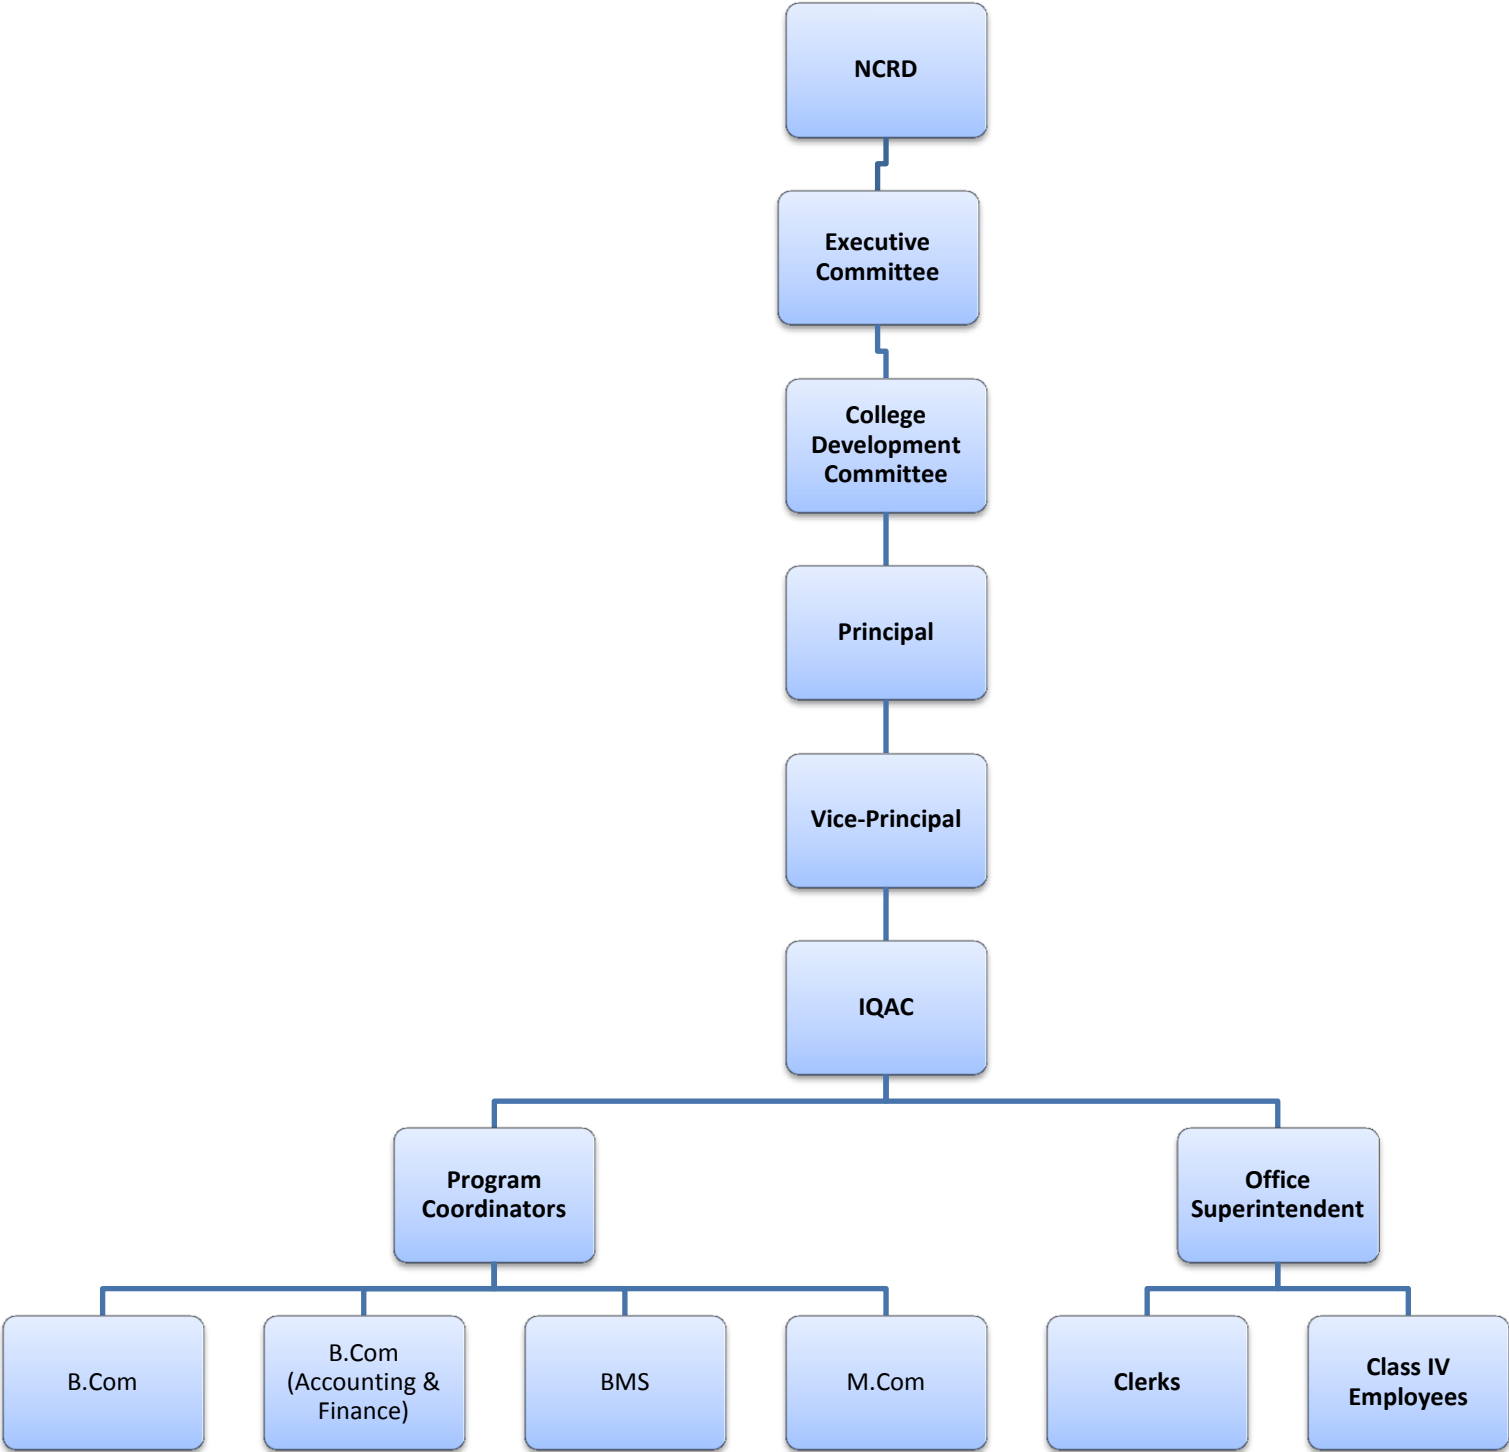 NCRD
Executive
Committee
College
Development
Committee
Principal
Vice-Principal
IQAC
Program
Coordinators
Office
Superintendent
B.Com
B.Com
(Accounting &
Finance)
BMS
M.Com
Clerks
Class IV
Employees